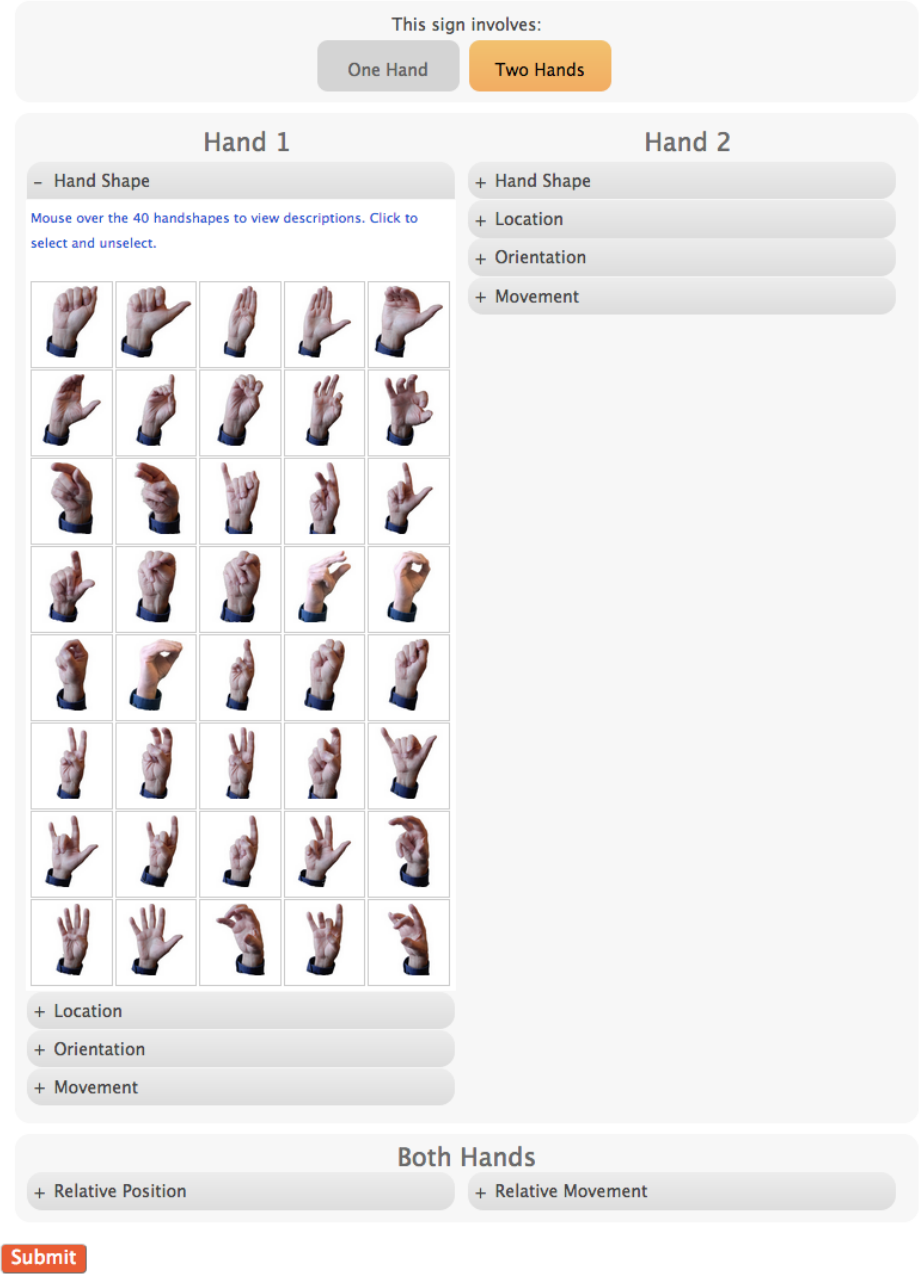 This sign involves:
One Hand
Two Hands
Hand 1
– Hand Shape
Mouse over the 40 handshapes to view descriptions. Click to
select and unselect.
+ Location
+ Orientation
+ Movement
Hand 2
+ Hand Shape
+ Location
+ Orientation
+ Movement
Both Hands
+ Relative Position
+ Relative Movement
Submit